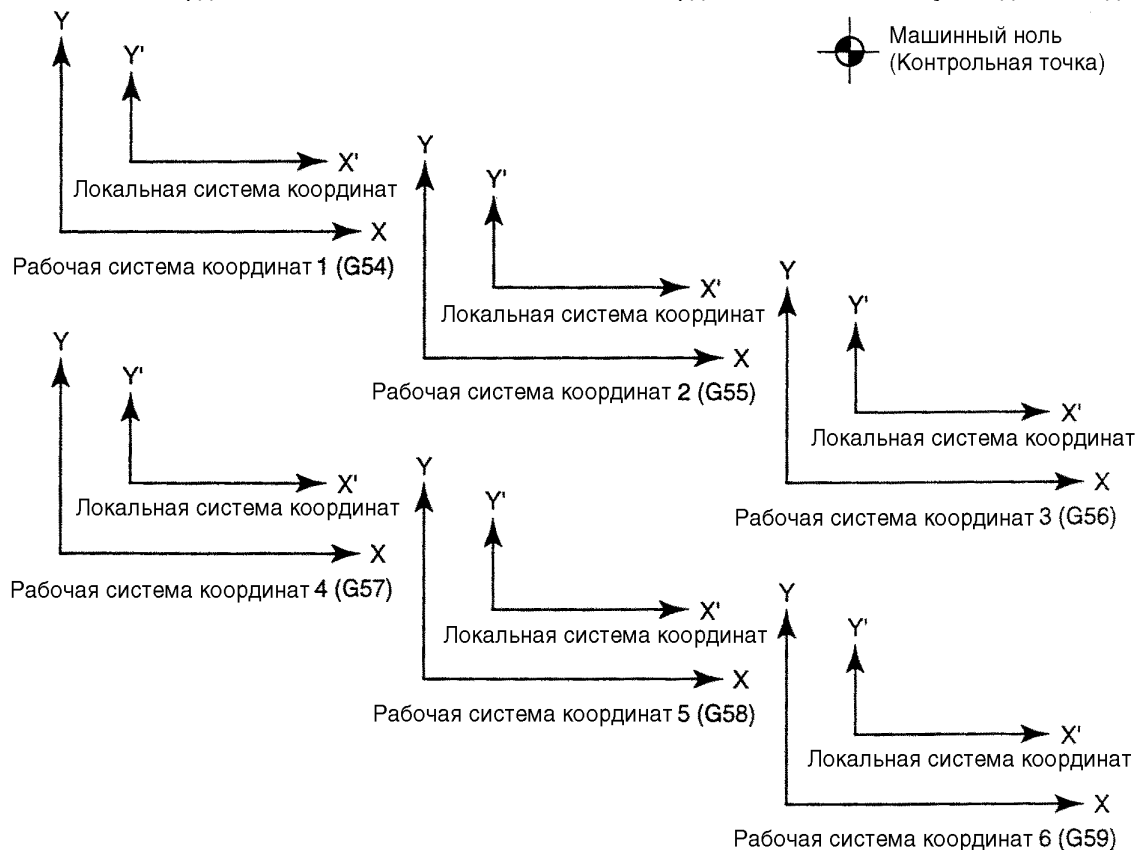 Машинный ноль
(Контрольная точка)
Y
Y'
X'
Локальная система координат
X
Рабочая система координат 1 (G54)
Y
Y'
X'
Локальная система координат
X
Рабочая система координат 2 (G55)
Y
Y'
X'
Локальная система координат
X
Рабочая система координат 3 (G56)
Y
Y'
X'
Локальная система координат
X
Рабочая система координат 4 (G57)
Y
Y'
X'
Локальная система координат
X
Рабочая система координат 5 (G58)
Y
Y'
X'
Локальная система координат
X
Рабочая система координат 6 (G59)